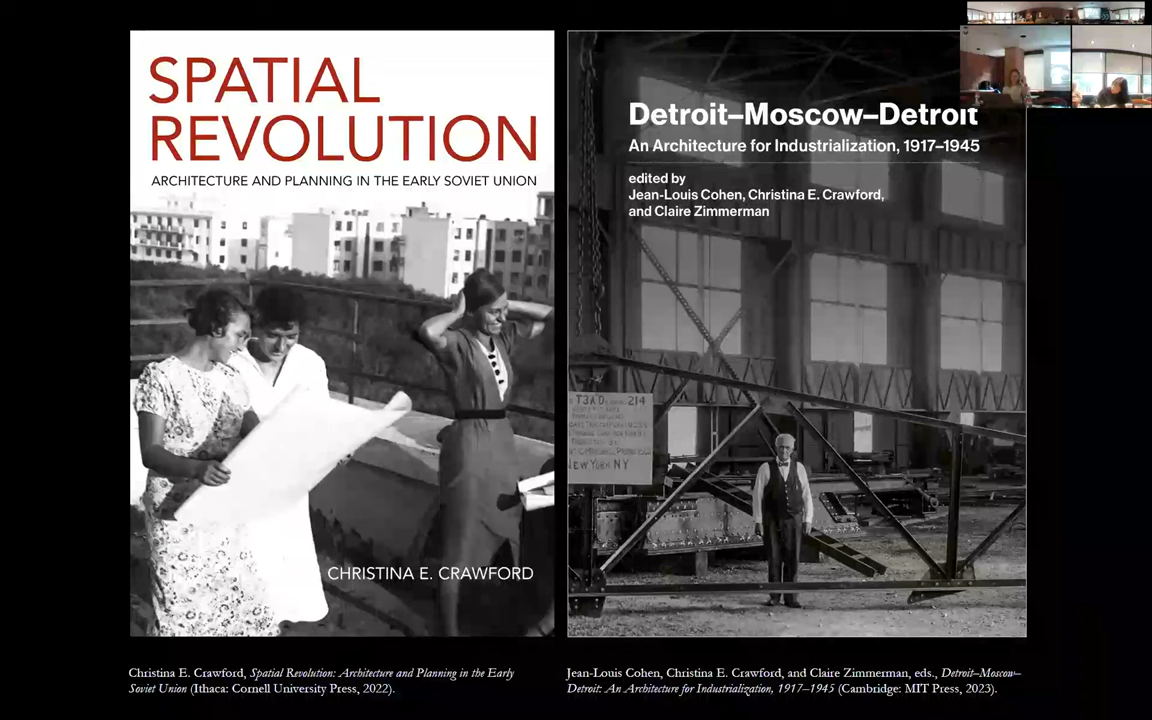 SPATIAL
REVOLUTION
ARCHITECTURE AND PLANNING IN THE EARLY SOVIET UNION
CHRISTINA E. CRAWFORD
Detroit–Moscow–Detroit
An Architecture for Industrialization, 1917–1945
edited by
Jean-Louis Cohen, Christina E. Crawford,
and Claire Zimmerman
T3A D 214
NEW YORK NY
Christina E. Crawford, Spatial Revolution: Architecture and Planning in the Early
Soviet Union (Ithaca: Cornell University Press, 2022).
Jean-Louis Cohen, Christina E. Crawford, and Claire Zimmerman, eds., Detroit–Moscow–
Detroit: An Architecture for Industrialization, 1917–1945 (Cambridge: MIT Press, 2023).